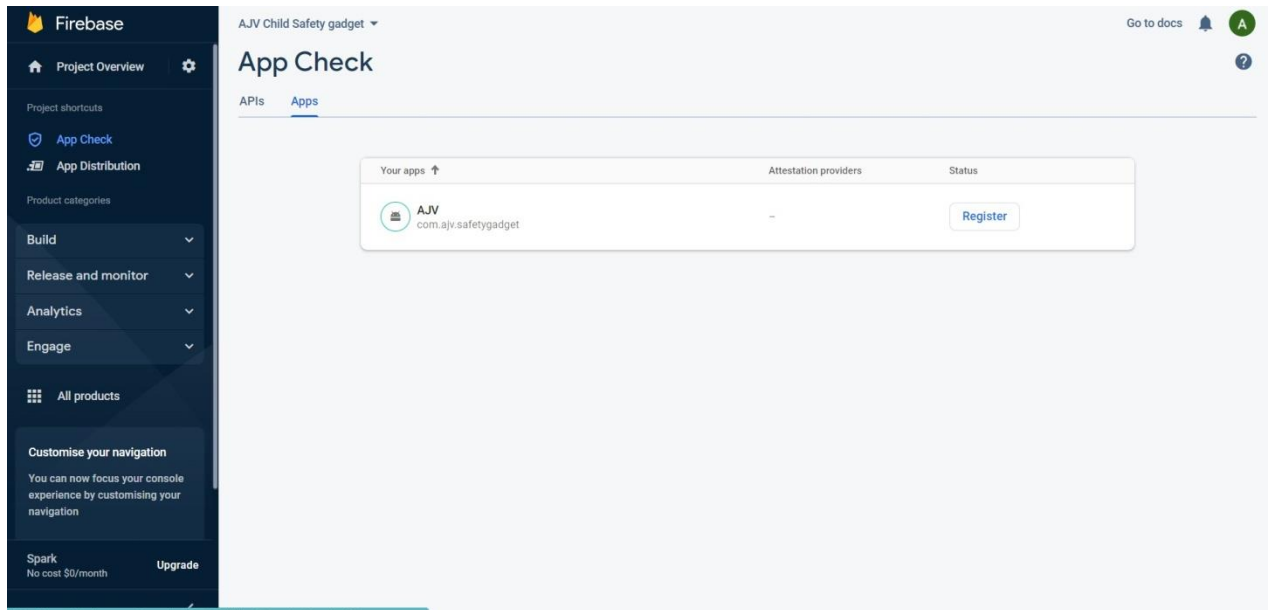 Firebase
Project Overview
Project shortcuts
App Check
App Distribution
Product categories
Build
Release and monitor
Analytics
Engage
All products
Customise your navigation
You can now focus your console
experience by customising your
navigation
Spark
No cost $0/month
Upgrade
AJV Child Safety gadget
Go to docs
A
App Check
?
APIs Apps
Your apps Attestation providers Status
AJV
com.ajv.safetygadget
–
Register